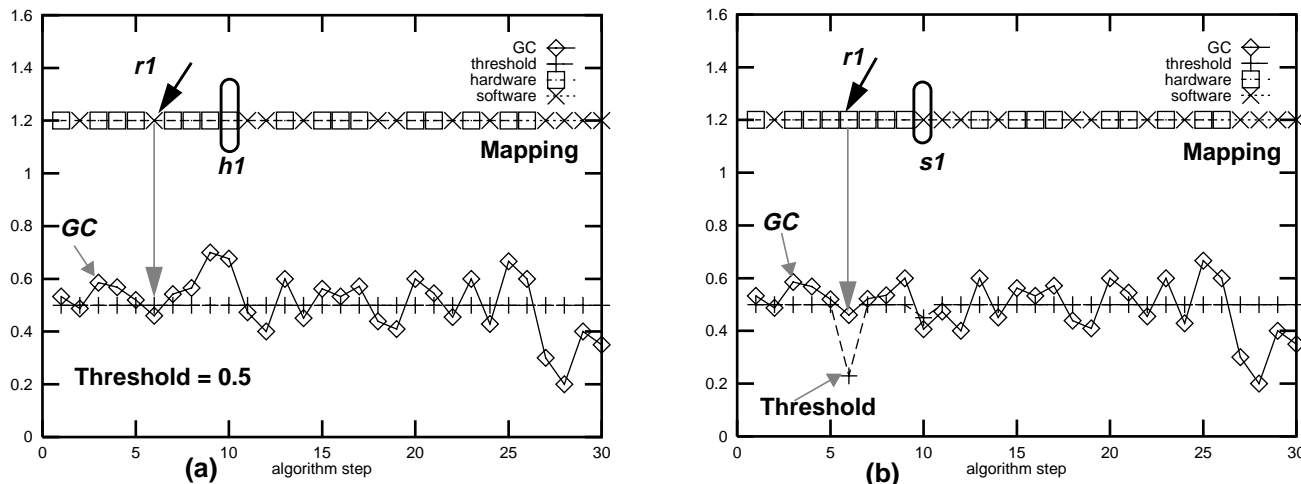 1.6
1.4
1.2
1
0.8
0.6
0.4
0.2
0
GC
threshold
hardware
software
r1
h1
Mapping
GC
Threshold = 0.5
0 5 10 15 20 25 30
(a)
algorithm step
1.6
1.4
1.2
1
0.8
0.6
0.4
0.2
0
GC
threshold
hardware
software
r1
s1
Mapping
GC
Threshold
0 5 10 15 20 25 30
(b)
algorithm step